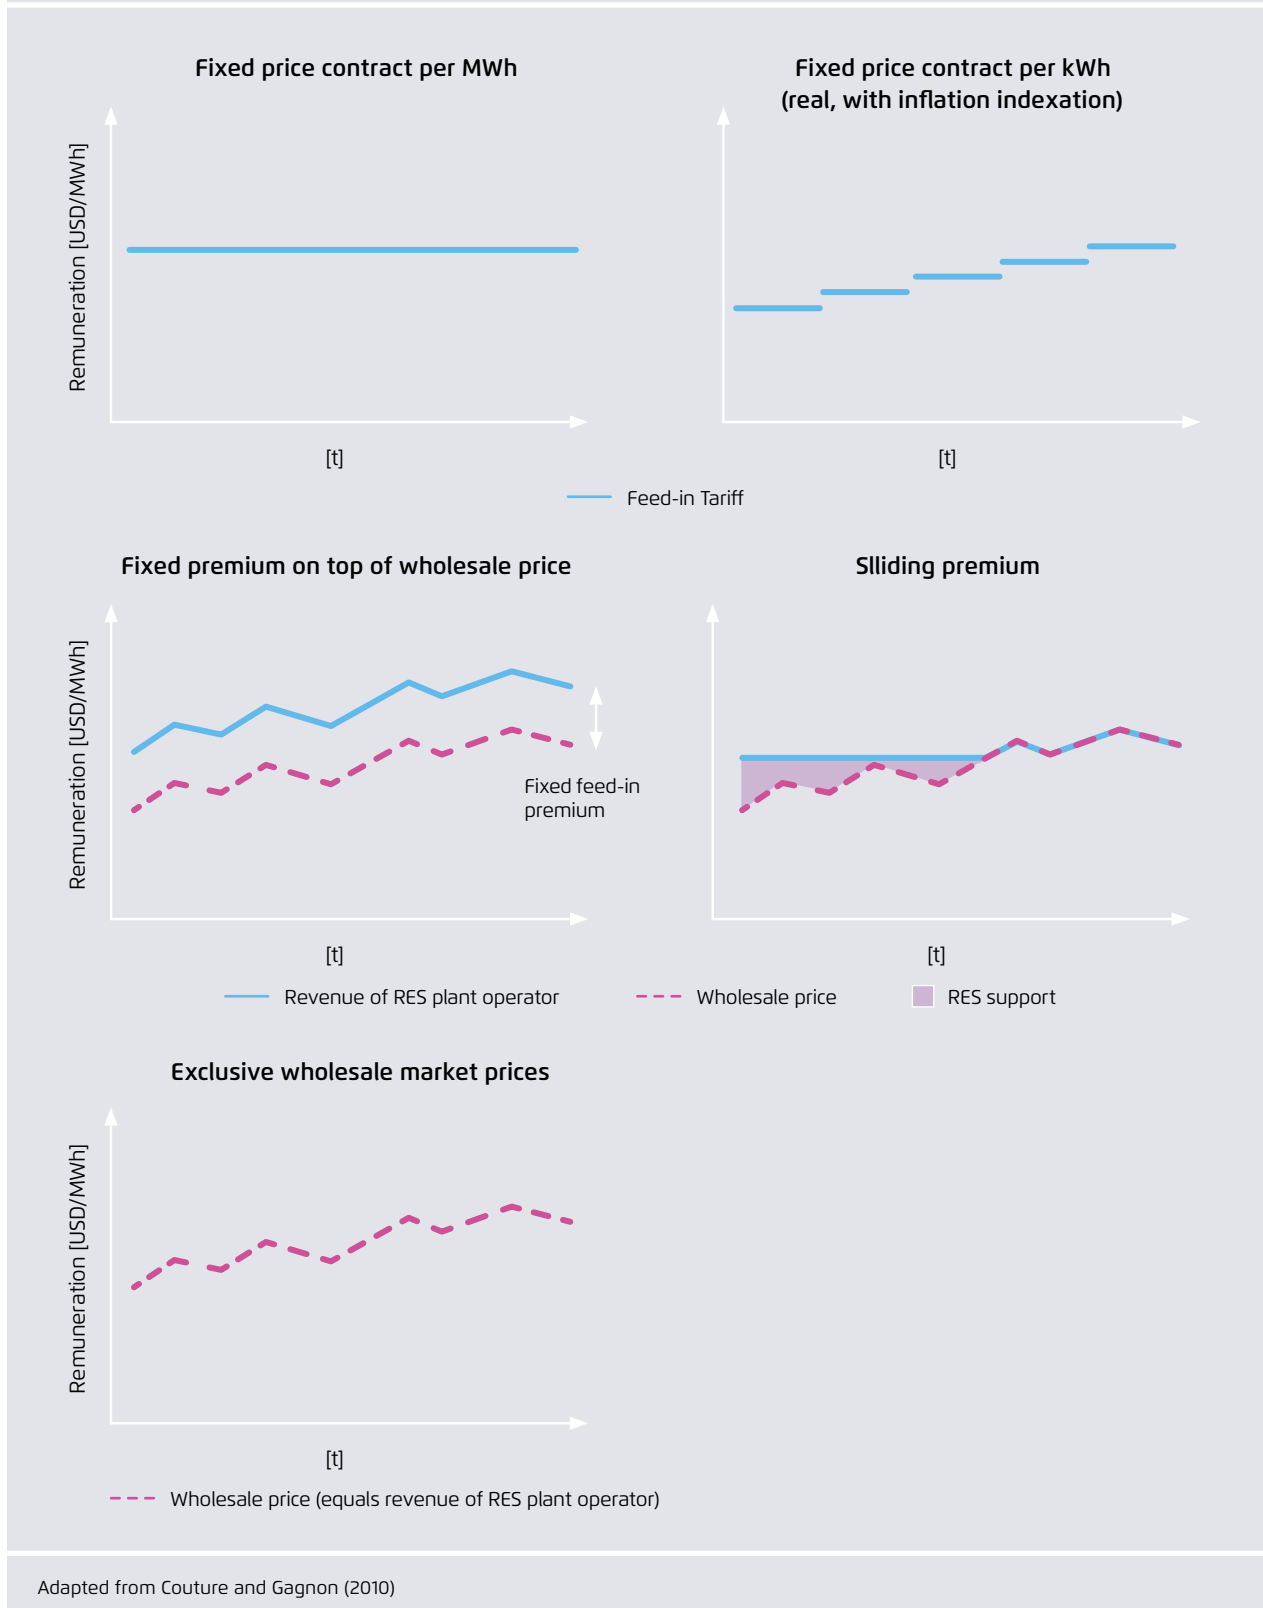 Fixed price contract per MWh
Fixed price contract per kWh
(real, with inflation indexation)
Remuneration [USD/MWh]
[t]
[t]
Feed-in Tariff
Fixed premium on top of wholesale price
Slliding premium
Remuneration [USD/MWh]
Fixed feed-in
premium
[t]
[t]
Revenue of RES plant operator
Wholesale price
RES support
Exclusive wholesale market prices
Remuneration [USD/MWh]
[t]
Wholesale price (equals revenue of RES plant operator)
Adapted from Couture and Gagnon (2010)